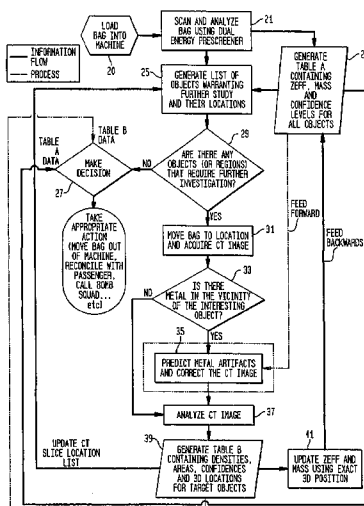 LOAD
BAG INTO
MACHINE
20
SCAN AND ANALYZE
BAG USING DUAL
ENERGY PRESCREENER
21
INFORMATION
FLOW
PROCESS
25
GENERATE LIST OF
OBJECTS WARRANTING
FURTHER STUDY
AND THEIR LOCATIONS
GENERATE
TABLE A
CONTAINING
ZEFF, MASS
AND
CONFIDENCE
LEVELS FOR
ALL OBJECTS
TABLE A
DATA
TABLE B
DATA
MAKE
DECISION
27
NO
29
ARE THERE ANY
OBJECTS (OR REGIONS)
THAT REQUIRE FURTHER
INVESTIGATION?
YES
TAKE
APPROPRIATE
ACTION
(MOVE BAG OUT
OF MACHINE,
RECONCILE WITH
PASSENGER,
CALL BOMB
SQUAD...
etc)
MOVE BAG TO LOCATION
AND ACQUIRE CT IMAGE
31
FEED
FORWARD
FEED
BACKWARDS
33
NO
IS THERE
METAL IN THE VICINITY
OF THE INTERESTING
OBJECT?
YES
35
PREDICT METAL ARTIFACTS
AND CORRECT THE CT IMAGE
ANALYZE CT IMAGE
37
UPDATE CT
SLICE LOCATION
LIST
39
GENERATE TABLE B
CONTAINING DENSITIES,
AREAS, CONFIDENCES
AND 3D LOCATIONS
FOR TARGET OBJECTS
41
UPDATE ZEFF AND
MASS USING EXACT
3D POSITION